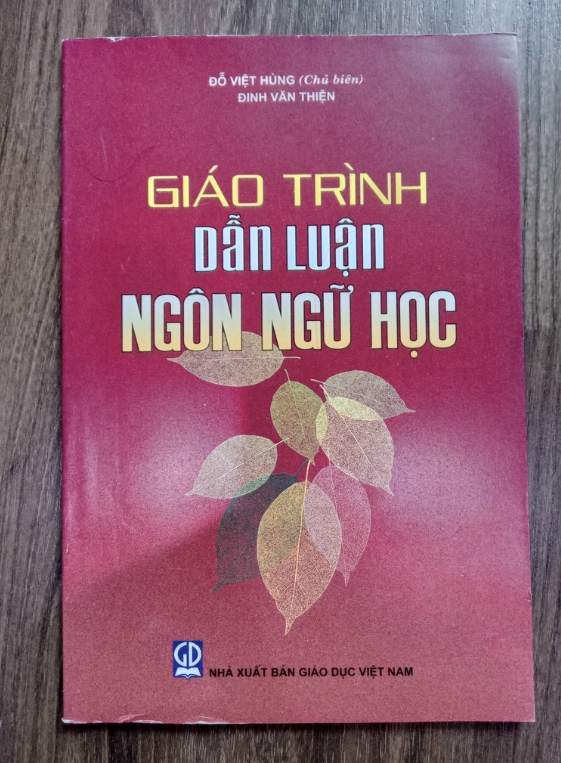 ĐỖ VIỆT HÙNG (Chủ biên)
ĐINH VĂN THIỆN
GIÁO TRÌNH
DẪN LUẬN
NGÔN NGỮ HỌC
GD
NHÀ XUẤT BẢN GIÁO DỤC VIỆT NAM